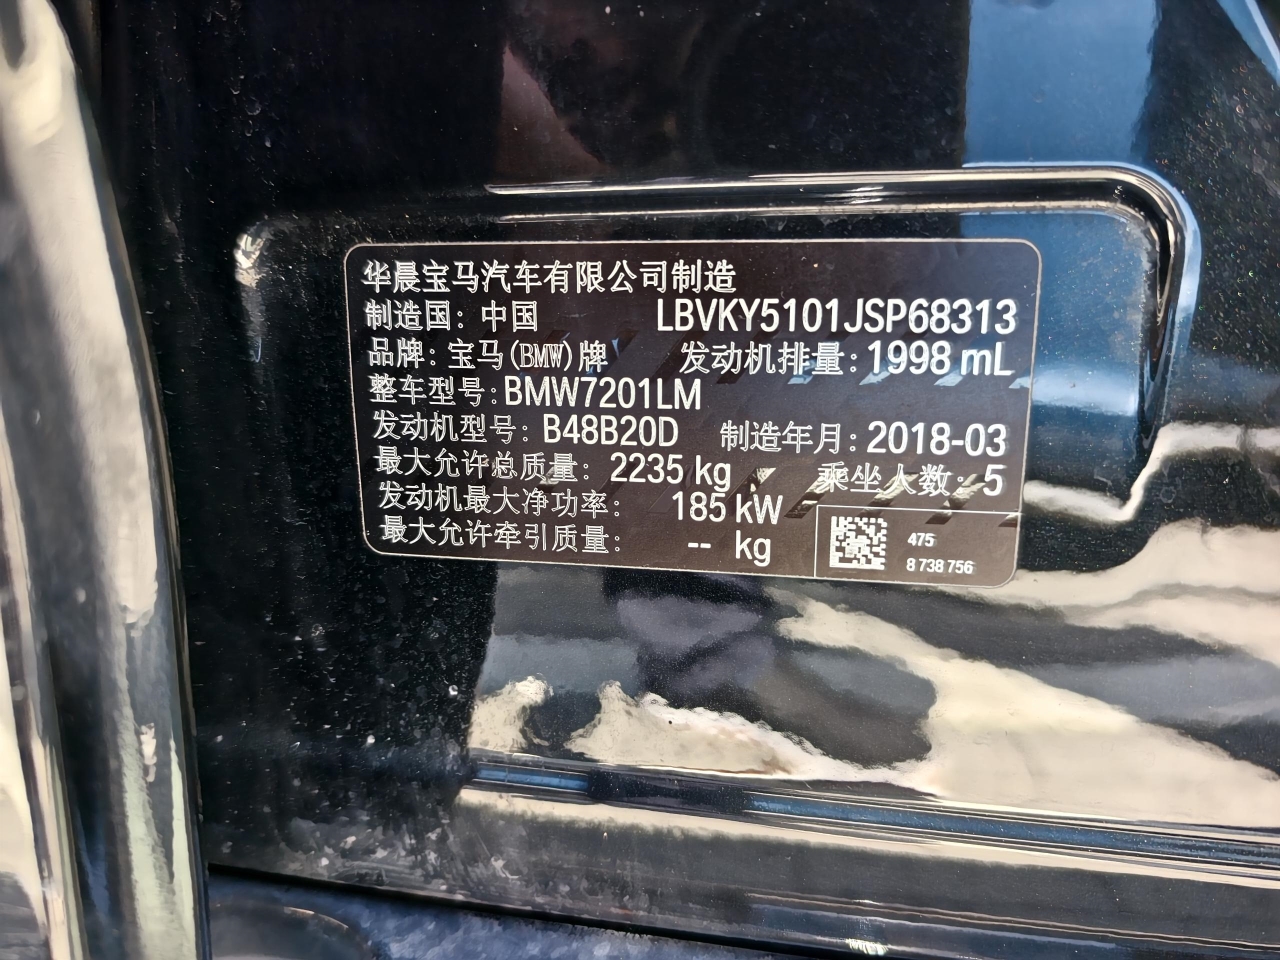 华晨宝马汽车有限公司制造
制造国：中国 LBVKY5101JSP68313
品牌：宝马(BMW)牌 发动机排量：1998 mL
整车型号：BMW7201LM
发动机型号：B48B20D 制造年月：2018-03
最大允许总质量：2235 kg 乘坐人数：5
发动机最大净功率：185 kW
最大允许牵引质量：-- kg
475
8 738 756